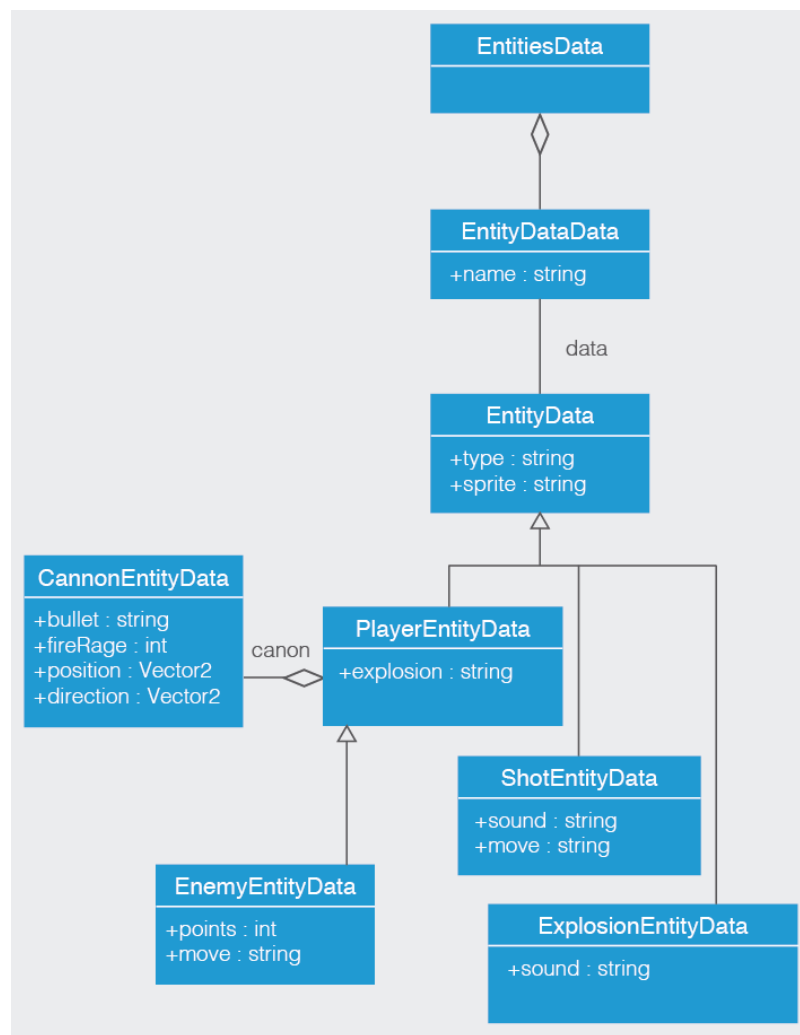 EntitiesData
EntityDataData
+name : string
data
EntityData
+type : string
+sprite : string
CannonEntityData
+bullet : string
+fireRage : int
+position : Vector2
+direction : Vector2
canon
PlayerEntityData
+explosion : string
ShotEntityData
+sound : string
+move : string
EnemyEntityData
+points : int
+move : string
ExplosionEntityData
+sound : string